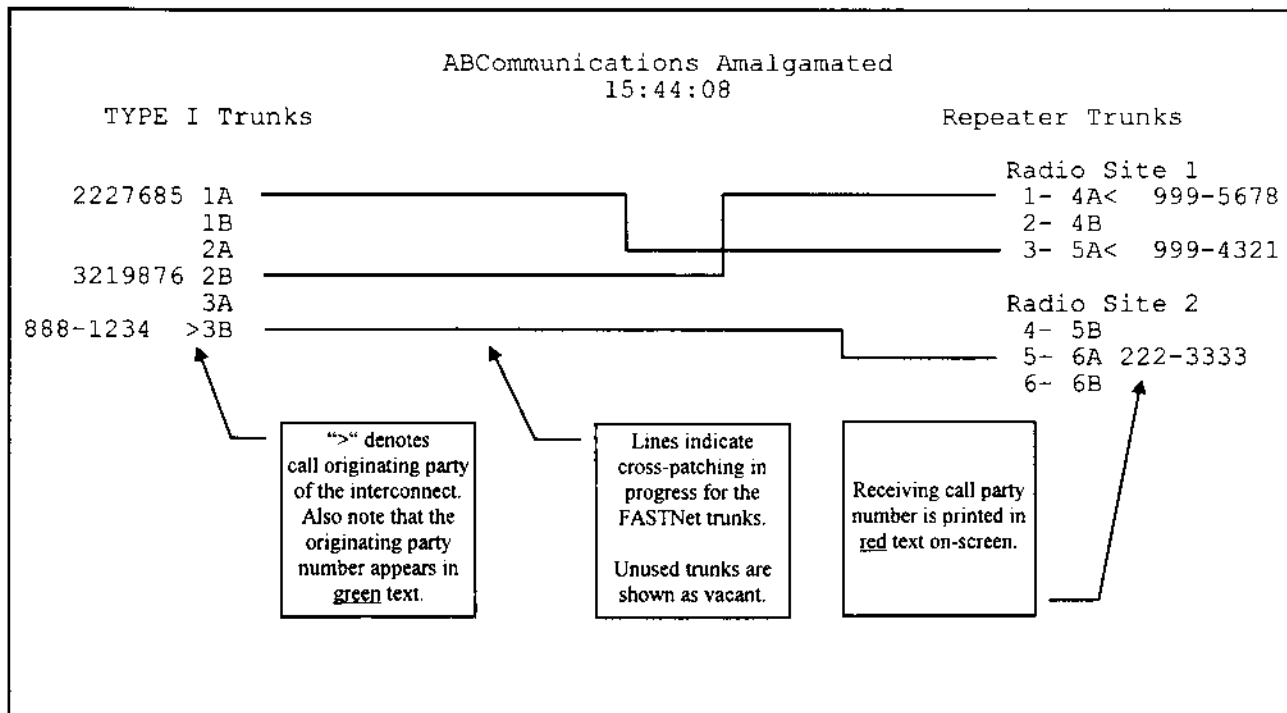 ABCommunications Amalgamated
15:44:08
TYPE I Trunks
Repeater Trunks
Radio Site 1
2227685 1A
1- 4A< 999-5678
1B
2- 4B
2A
3- 5A< 999-4321
3219876 2B
3A
Radio Site 2
888-1234 >3B
4- 5B
5- 6A 222-3333
6- 6B
“>“ denotes
call originating party
of the interconnect.
Also note that the
originating party
number appears in
green text.
Lines indicate
cross-patching in
progress for the
FASTNet trunks.
Unused trunks are
shown as vacant.
Receiving call party
number is printed in
red text on-screen.